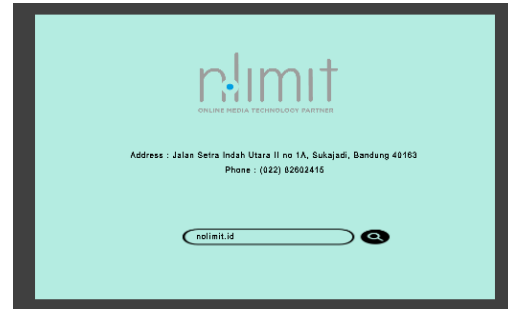 nolimit
ONLINE MEDIA TECHNOLOGY PARTNER
Address : Jalan Setra Indah Utara II no 1A, Sukajadi, Bandung 40163
Phone : (022) 82602415
nolimit.id